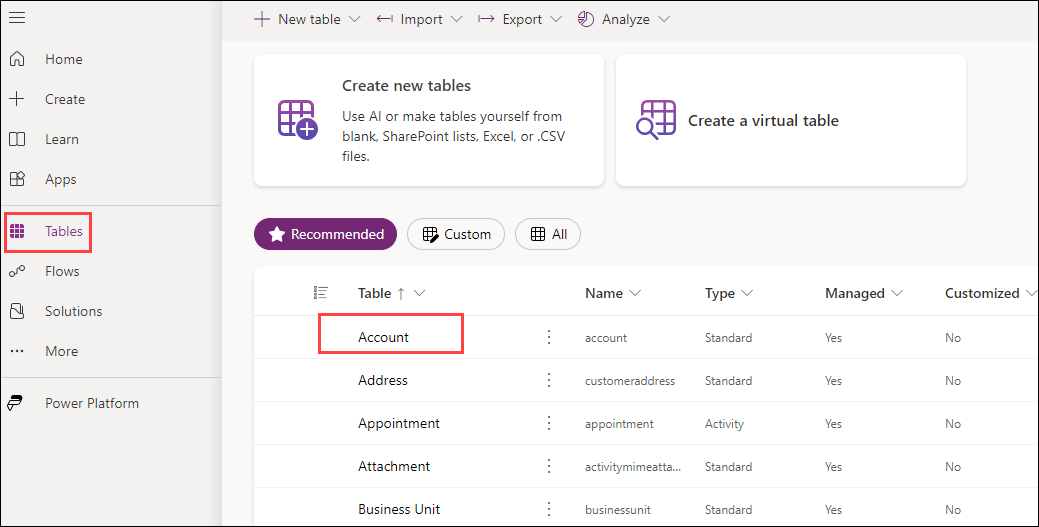 New table
Import
Export
Analyze
Home
Create
Learn
Apps
Tables
Flows
Solutions
More
Power Platform
Create new tables
Use AI or make tables yourself from
blank, SharePoint lists, Excel, or .CSV
files.
Create a virtual table
Recommended
Custom
All
Table ↑ Name Type Managed Customized
Account account Standard Yes No
Address customeraddress Standard Yes No
Appointment appointment Activity Yes No
Attachment activitymimeatta... Standard Yes No
Business Unit businessunit Standard Yes No